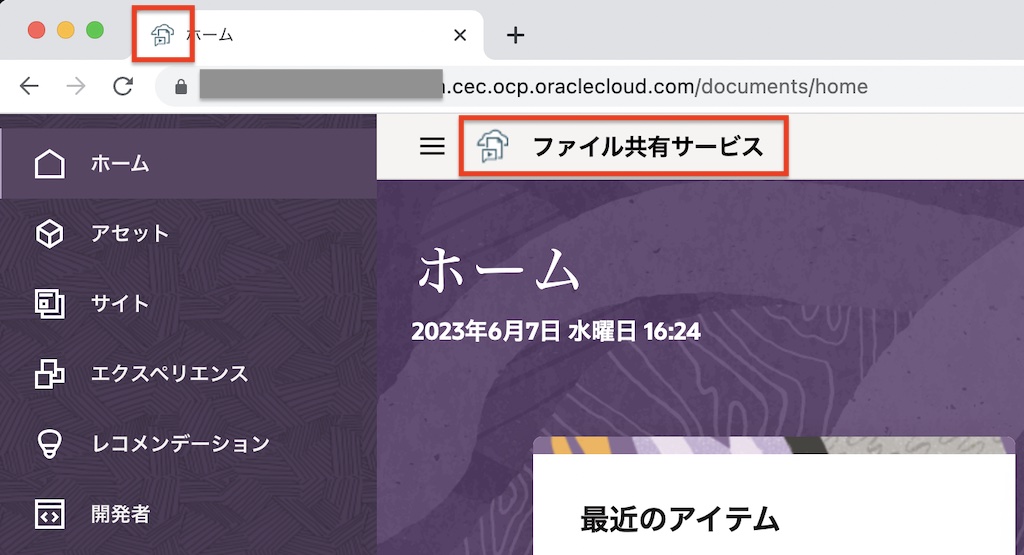 ホーム
.cec.ocp.oraclecloud.com/documents/home
ホーム
アセット
サイト
エクスペリエンス
レコメンデーション
開発者
ファイル共有サービス
ホーム
2023年6月7日 水曜日 16:24
最近のアイテム